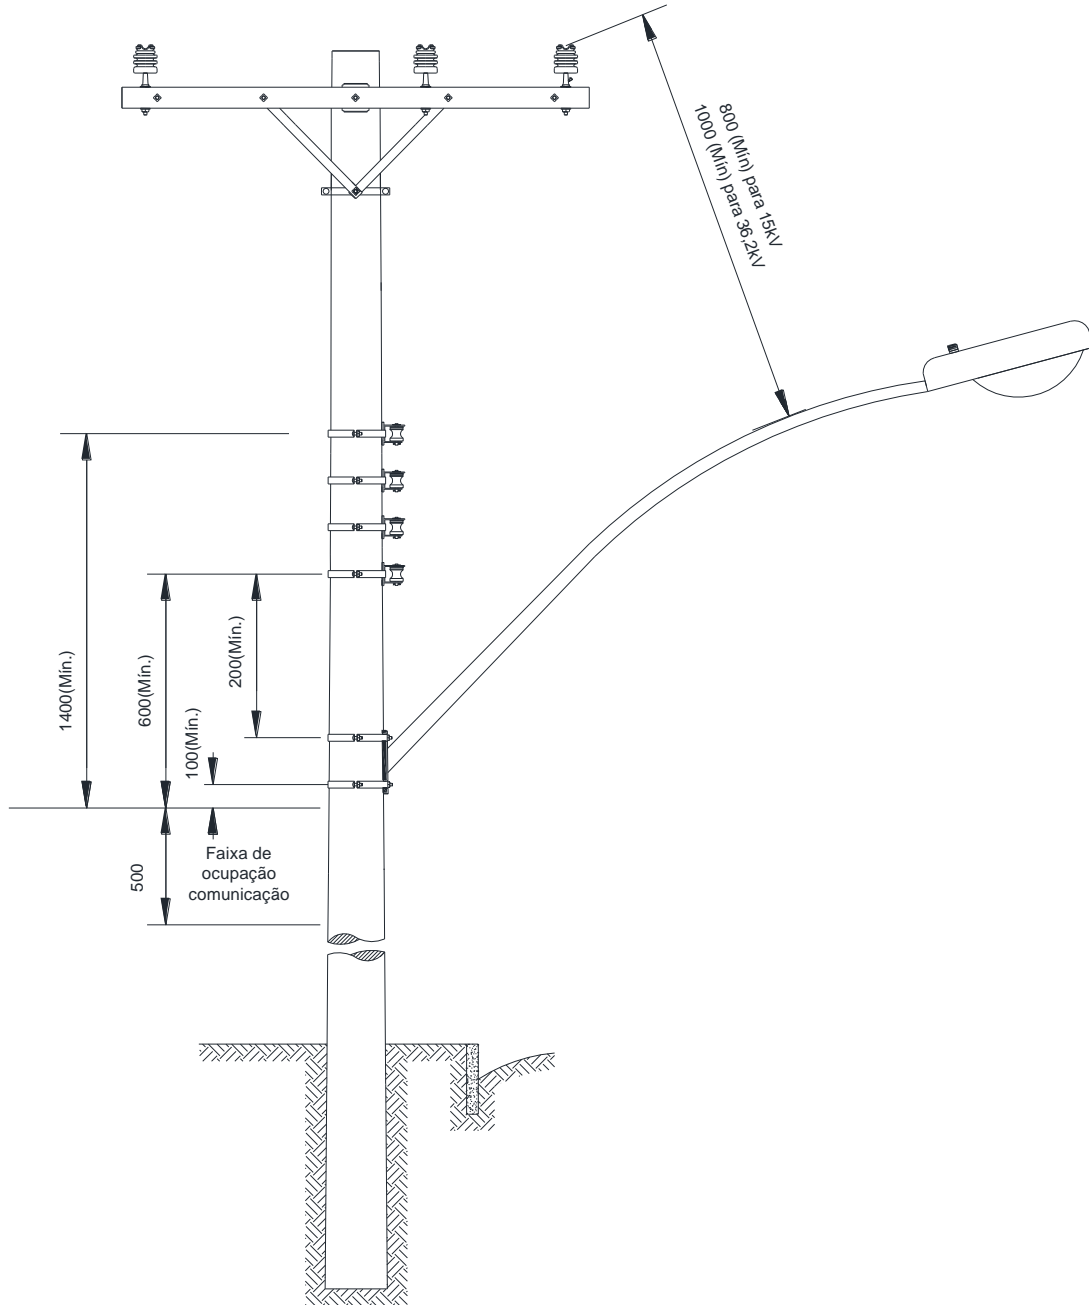 800 (Mín) para 15kV
1000 (Mín) para 36,2kV
1400(Mín.)
600(Mín.)
200(Mín.)
100(Mín.)
500
Faixa de
ocupação
comunicação